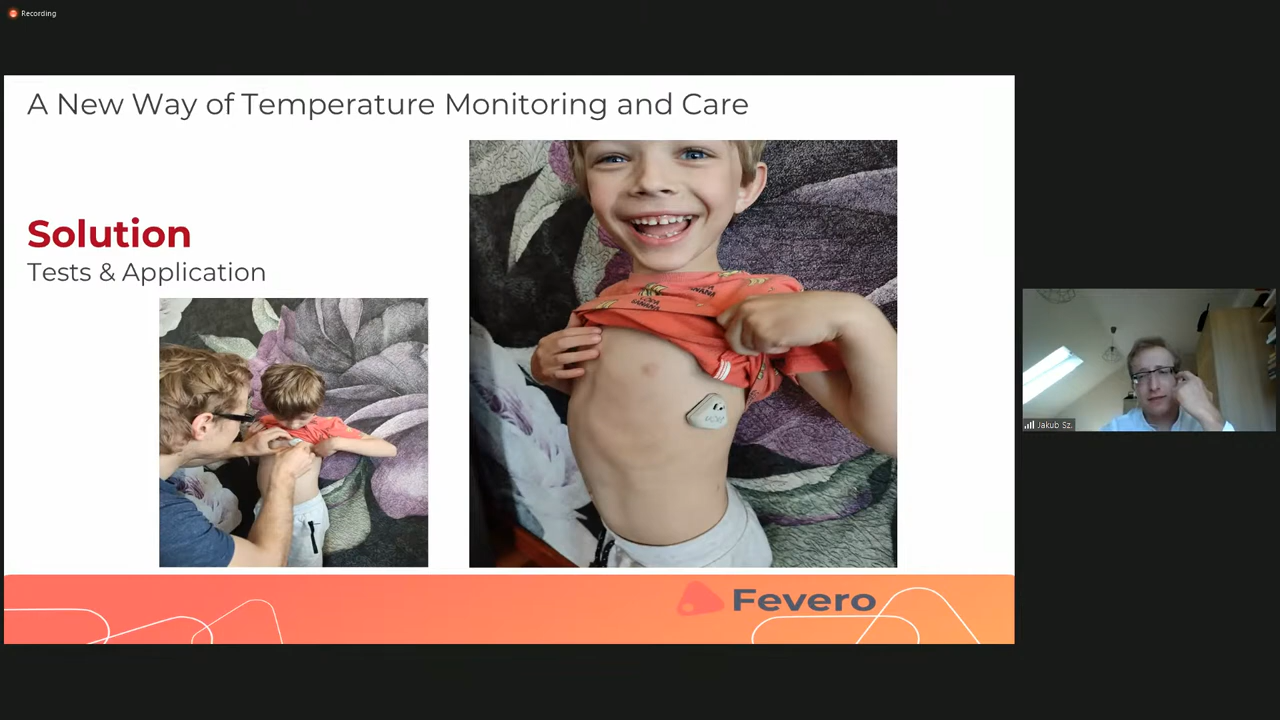 Recording
A New Way of Temperature Monitoring and Care
Solution
Tests & Application
Fevero
Jakub Sz.